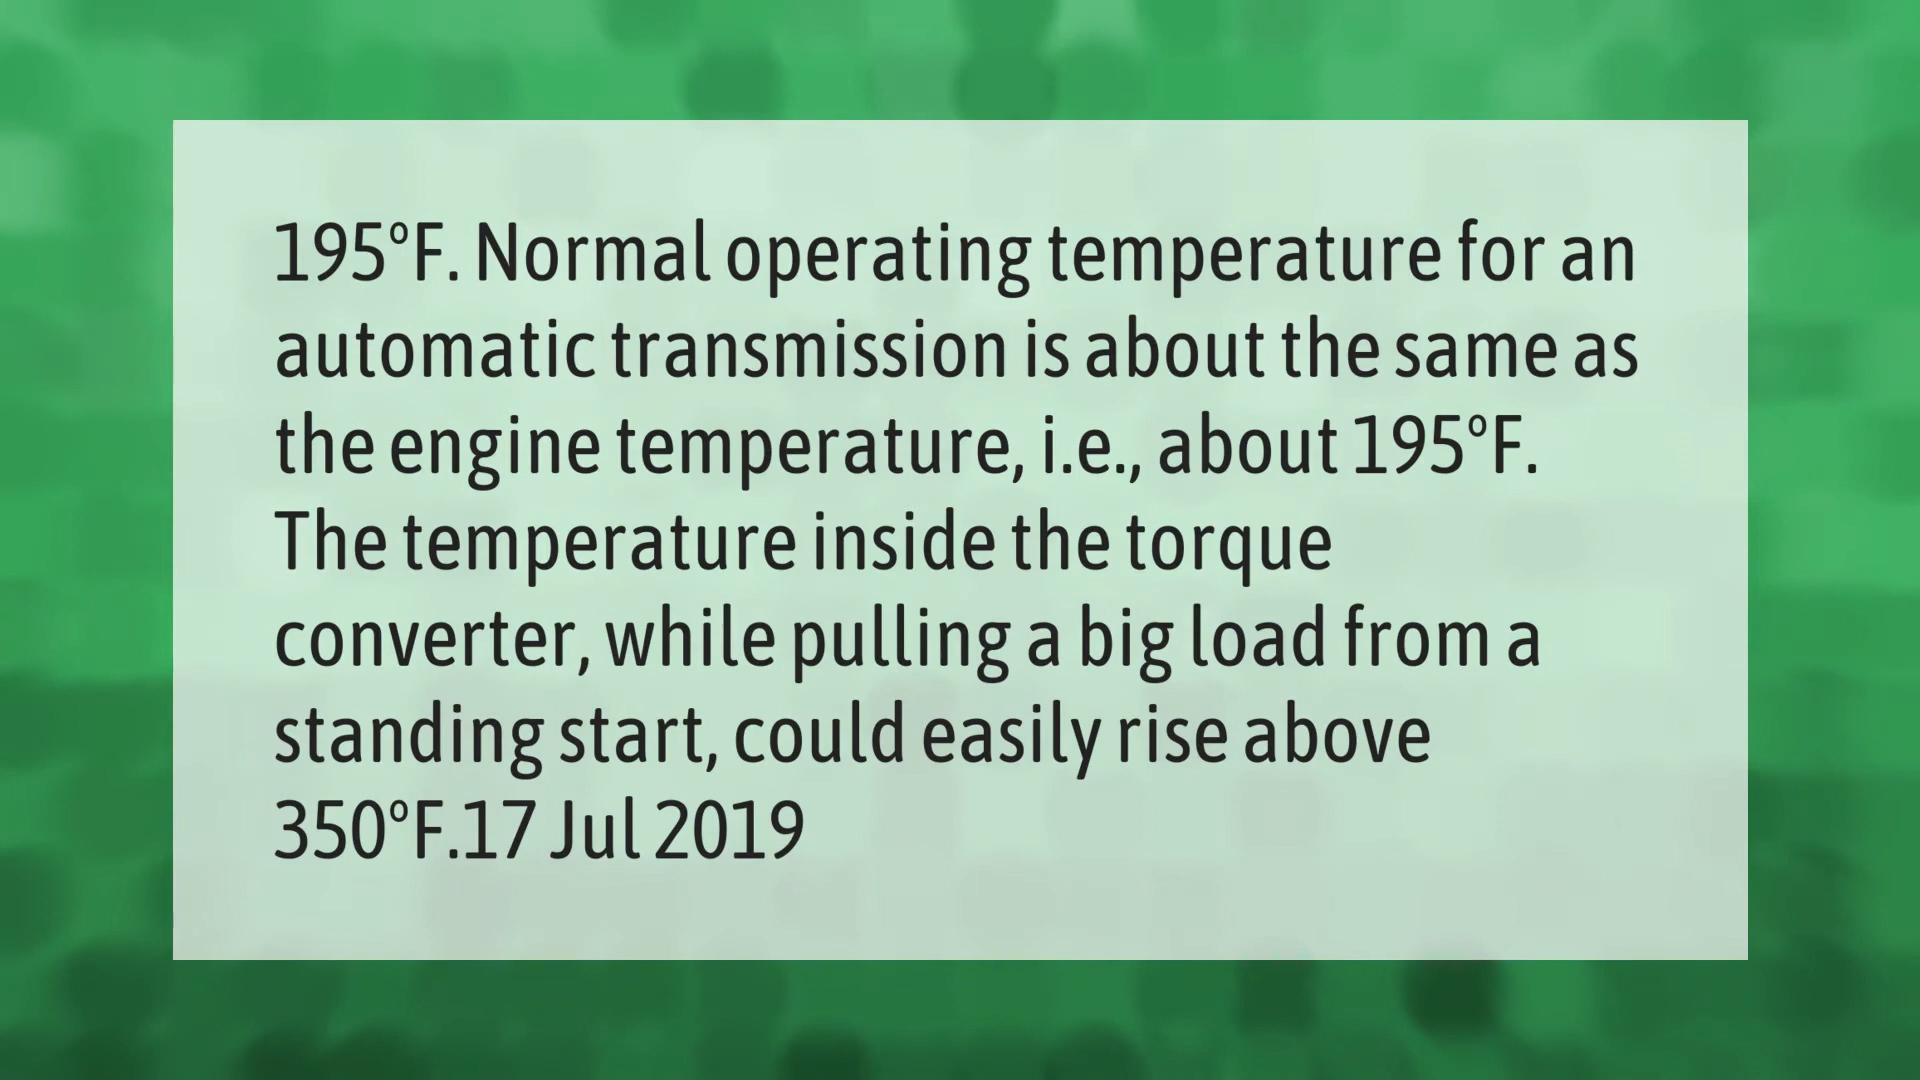 195°F. Normal operating temperature for an
automatic transmission is about the same as
the engine temperature, i.e., about 195°F.
The temperature inside the torque
converter, while pulling a big load from a
standing start, could easily rise above
350°F.17 Jul 2019